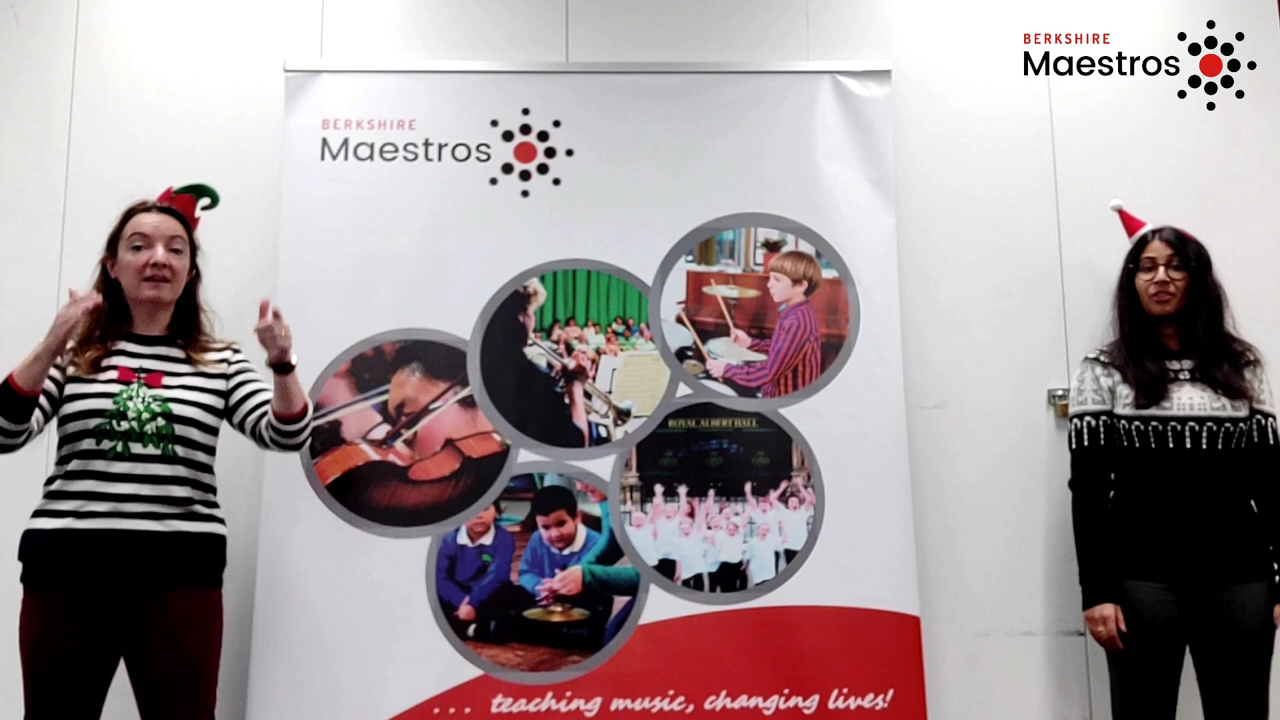 BERKSHIRE
Maestros
BERKSHIRE
Maestros
ROYAL ALBERT HALL
... teaching music, changing lives!